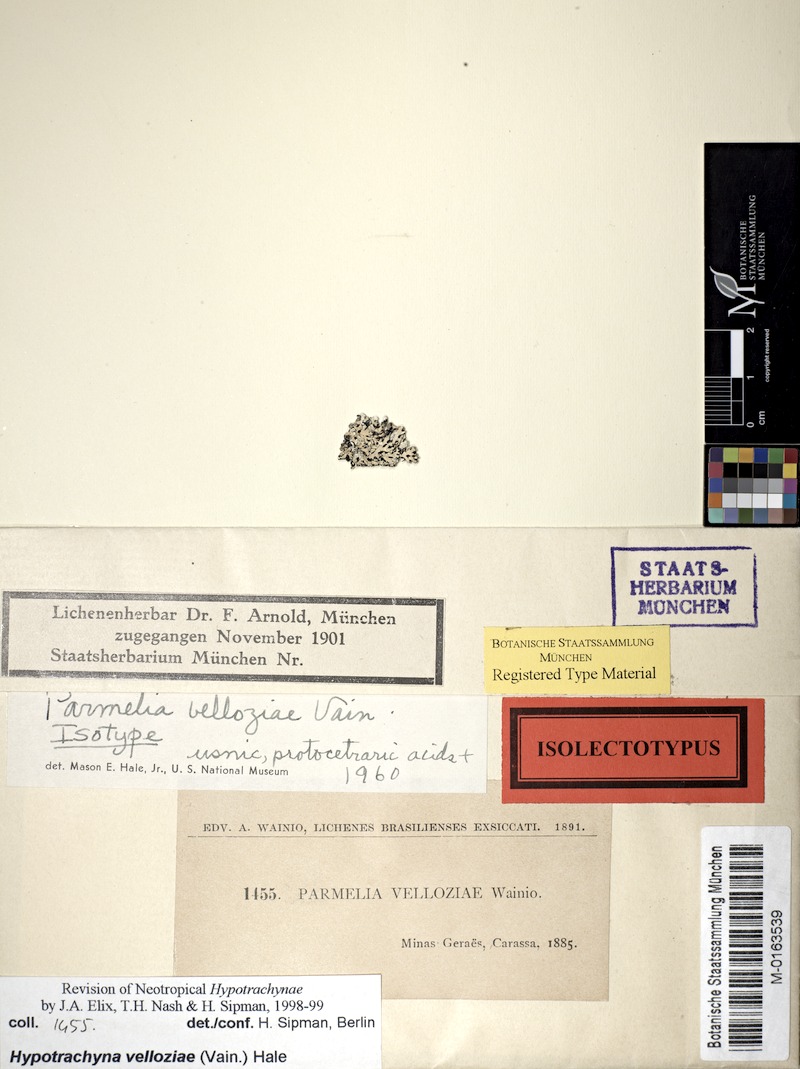 BOTANISCHE
STAATSSAMMLUNG
MÜNCHEN
0 1 2
cm
copyright reserved
STAATS-
HERBARIUM
MÜNCHEN
Lichenenherbar Dr. F. Arnold, München
zugegangen November 1901
Staatsherbarium München Nr.
BOTANISCHE STAATSSAMMLUNG
MÜNCHEN
Registered Type Material
Parmelia velloziae Vain.
Isotype
usnic, protocetraric acids+
det. Mason E. Hale, Jr., U. S. National Museum
1960
ISOLECTOTYPUS
EDV. A. WAINIO, LICHENES BRASILIENSES EXSICCATI. 1891.
1455. PARMELIA VELLOZIAE Wainio.
Minas Geraës, Carassa, 1885.
Botanische Staatssammlung München
M-0163539
Revision of Neotropical Hypotrachynae
by J.A. Elix, T.H. Nash & H. Sipman, 1998-99
coll. 1455. det./conf. H. Sipman, Berlin
Hypotrachyna velloziae (Vain.) Hale